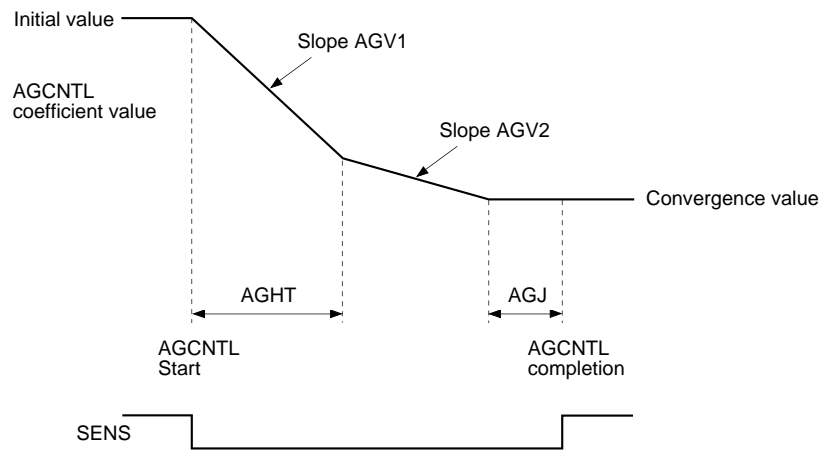 Initial value
Slope AGV1
AGCNTL
coefficient value
Slope AGV2
Convergence value
AGHT
AGJ
AGCNTL
Start
AGCNTL
completion
SENS